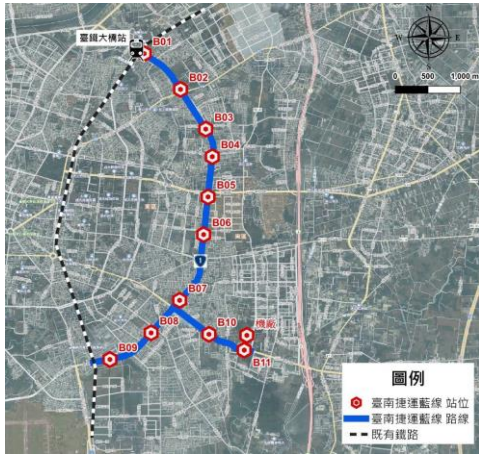 臺鐵大橋站
B01
N
W
E
S
0 500 1,000 m
B02
B03
B04
B05
B06
1
B07
B08
B10
機廠
B09
B11
圖例
臺南捷運藍線 站位
臺南捷運藍線 路線
既有鐵路